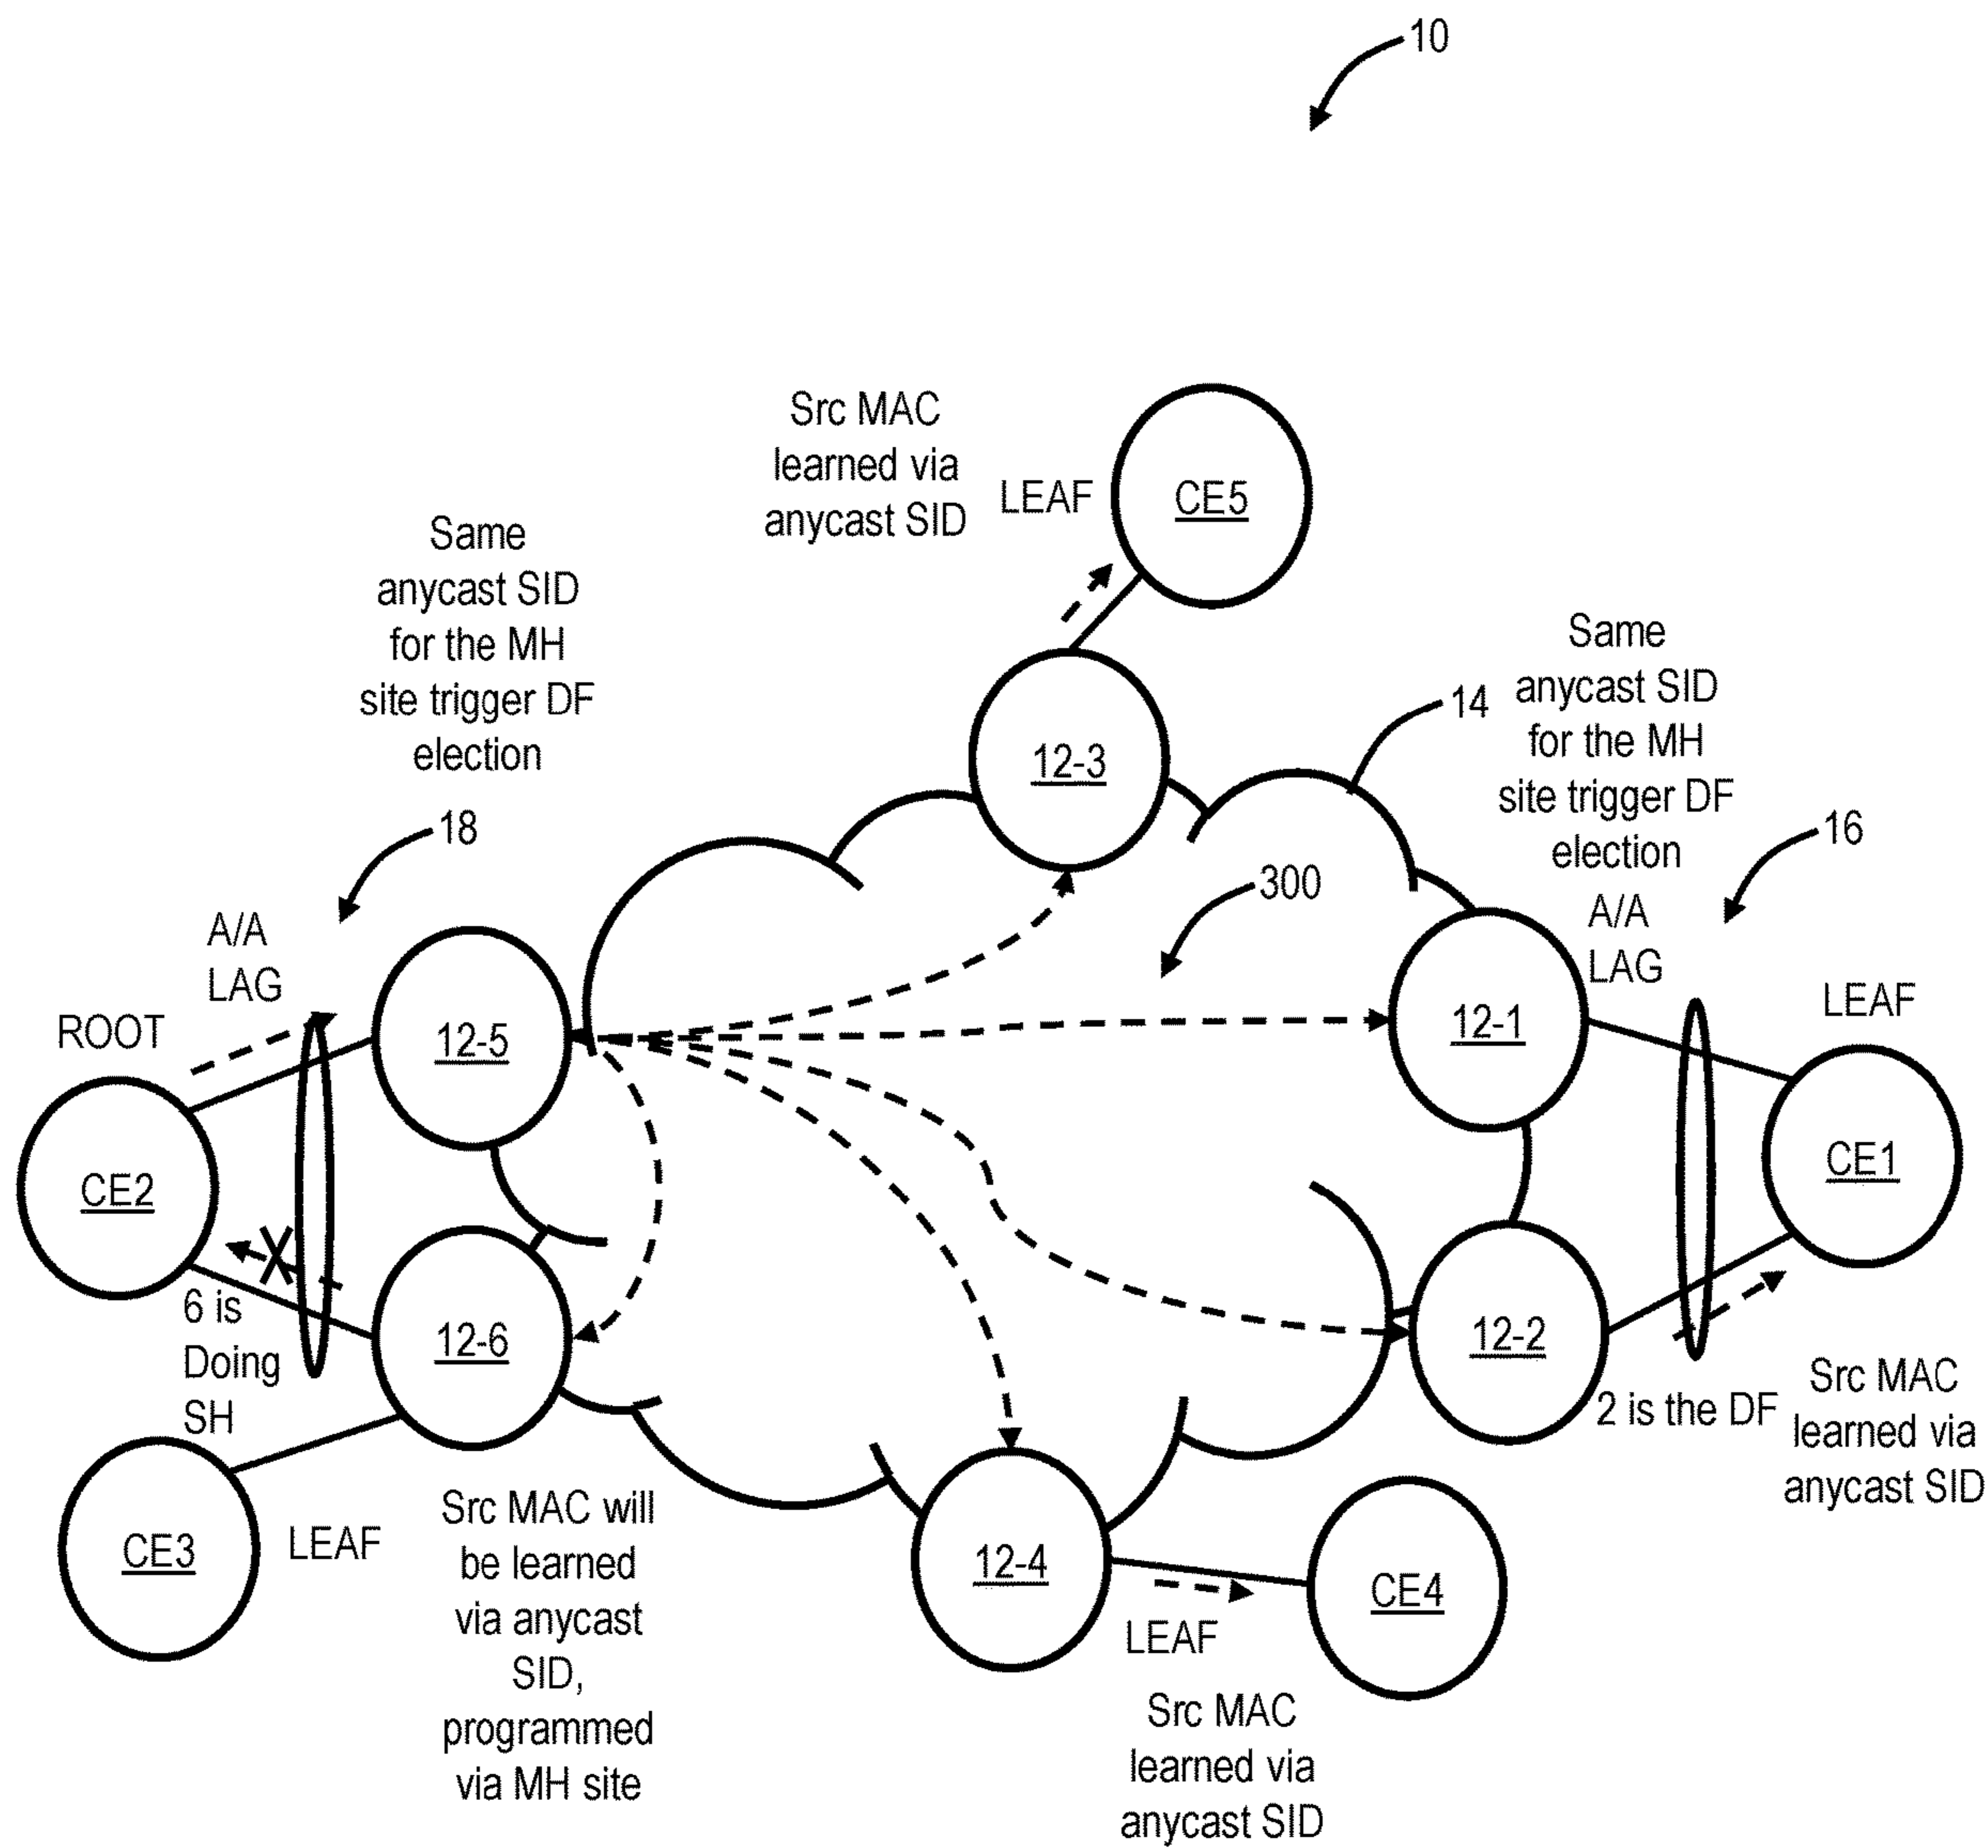 10
Src MAC
learned via
anycast SID
LEAF
CE5
Same
anycast SID
for the MH
site trigger DF
election
18
12-3
14
Same
anycast SID
for the MH
site trigger DF
election
16
300
A/A
LAG
ROOT
12-5
A/A
LAG
12-1
LEAF
CE2
CE1
6 is
Doing
SH
12-6
12-2
2 is the DF
Src MAC
learned via
anycast SID
CE3
LEAF
Src MAC will
be learned
via anycast
SID,
programmed
via MH site
12-4
LEAF
CE4
Src MAC
learned via
anycast SID